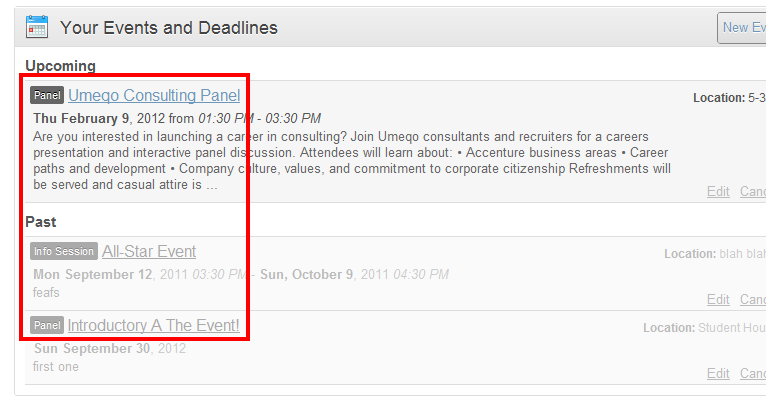 Your Events and Deadlines
New Ev
Upcoming
Panel Umeqo Consulting Panel
Location: 5-3
Thu February 9, 2012 from 01:30 PM - 03:30 PM
Are you interested in launching a career in consulting? Join Umeqo consultants and recruiters for a careers
presentation and interactive panel discussion. Attendees will learn about: • Accenture business areas • Career
paths and development • Company culture, values, and commitment to corporate citizenship Refreshments will
be served and casual attire is ...
Edit Canc
Past
Info Session All-Star Event
Location: blah blah
Mon September 12, 2011 03:30 PM - Sun, October 9, 2011 04:30 PM
feafs
Edit Canc
Panel Introductory A The Event!
Location: Student Hou
Sun September 30, 2012
first one
Edit Canc